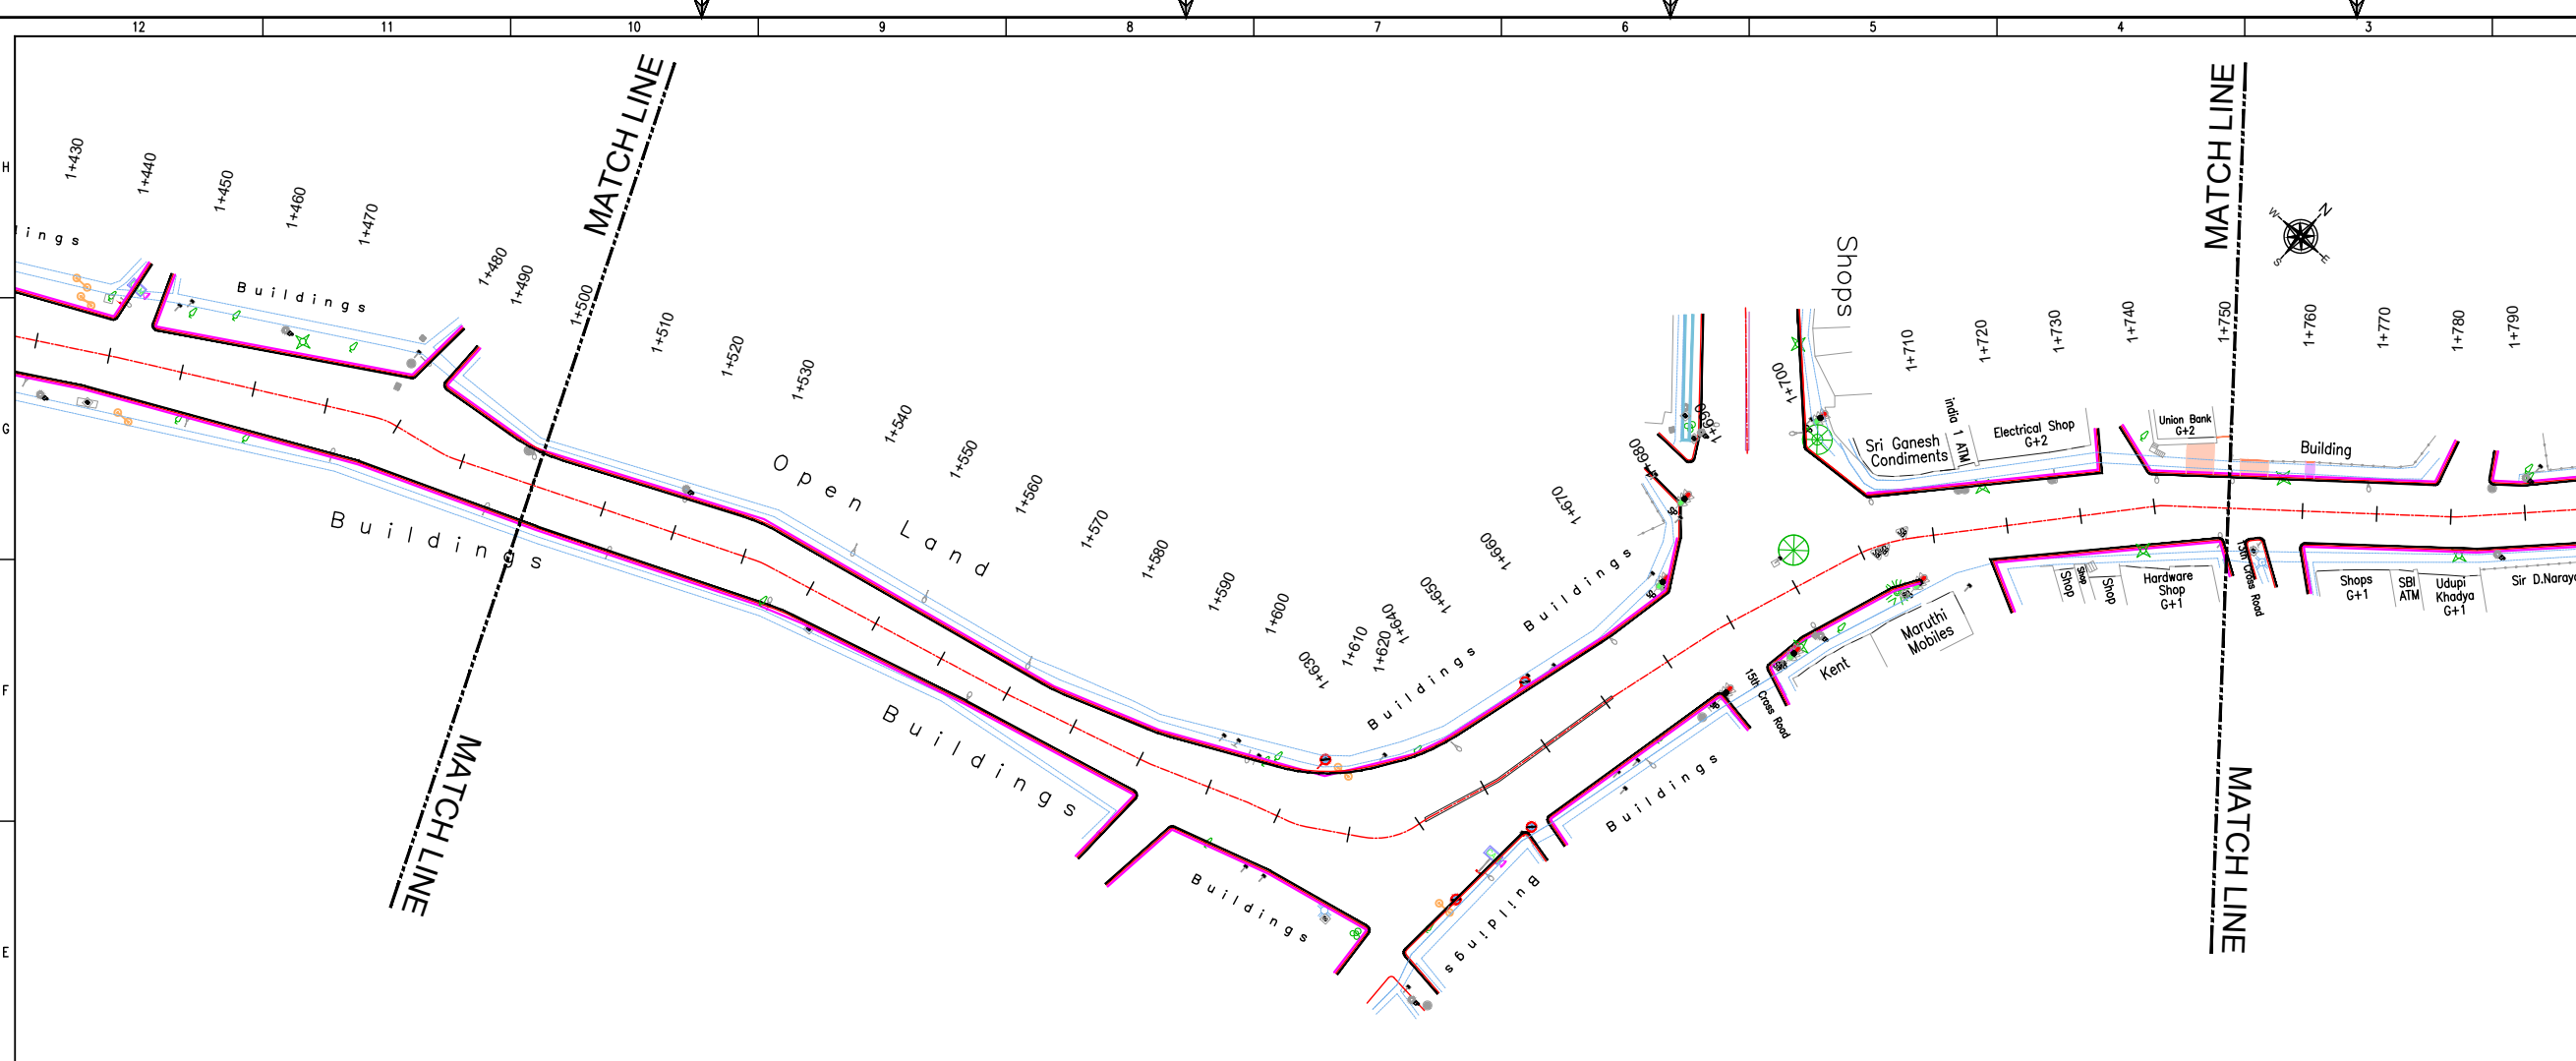 12
11
10
9
8
7
6
5
4
3
H
G
F
E
MATCH LINE
MATCH LINE
MATCH LINE
MATCH LINE
N
E
S
W
1+430
1+440
1+450
1+460
1+470
1+480
1+490
1+500
1+510
1+520
1+530
1+540
1+550
1+560
1+570
1+580
1+590
1+600
1+610
1+620
1+630
1+640
1+650
1+660
1+670
1+680
1+690
1+700
1+710
1+720
1+730
1+740
1+750
1+760
1+770
1+780
1+790
lings
Buildings
Buildings
Open Land
Buildings
Buildings
Buildings
Buildings
Buildings
Buildings
Shops
Sri Ganesh
Condiments
india 1 ATM
Electrical Shop
G+2
Union Bank
G+2
Building
15th Cross Road
Kent
Maruthi
Mobiles
Shop
Shop
Shop
Hardware
Shop
G+1
Cross Road
Shops
G+1
SBI
ATM
Udupi
Khadya
G+1
Sir D.Naray